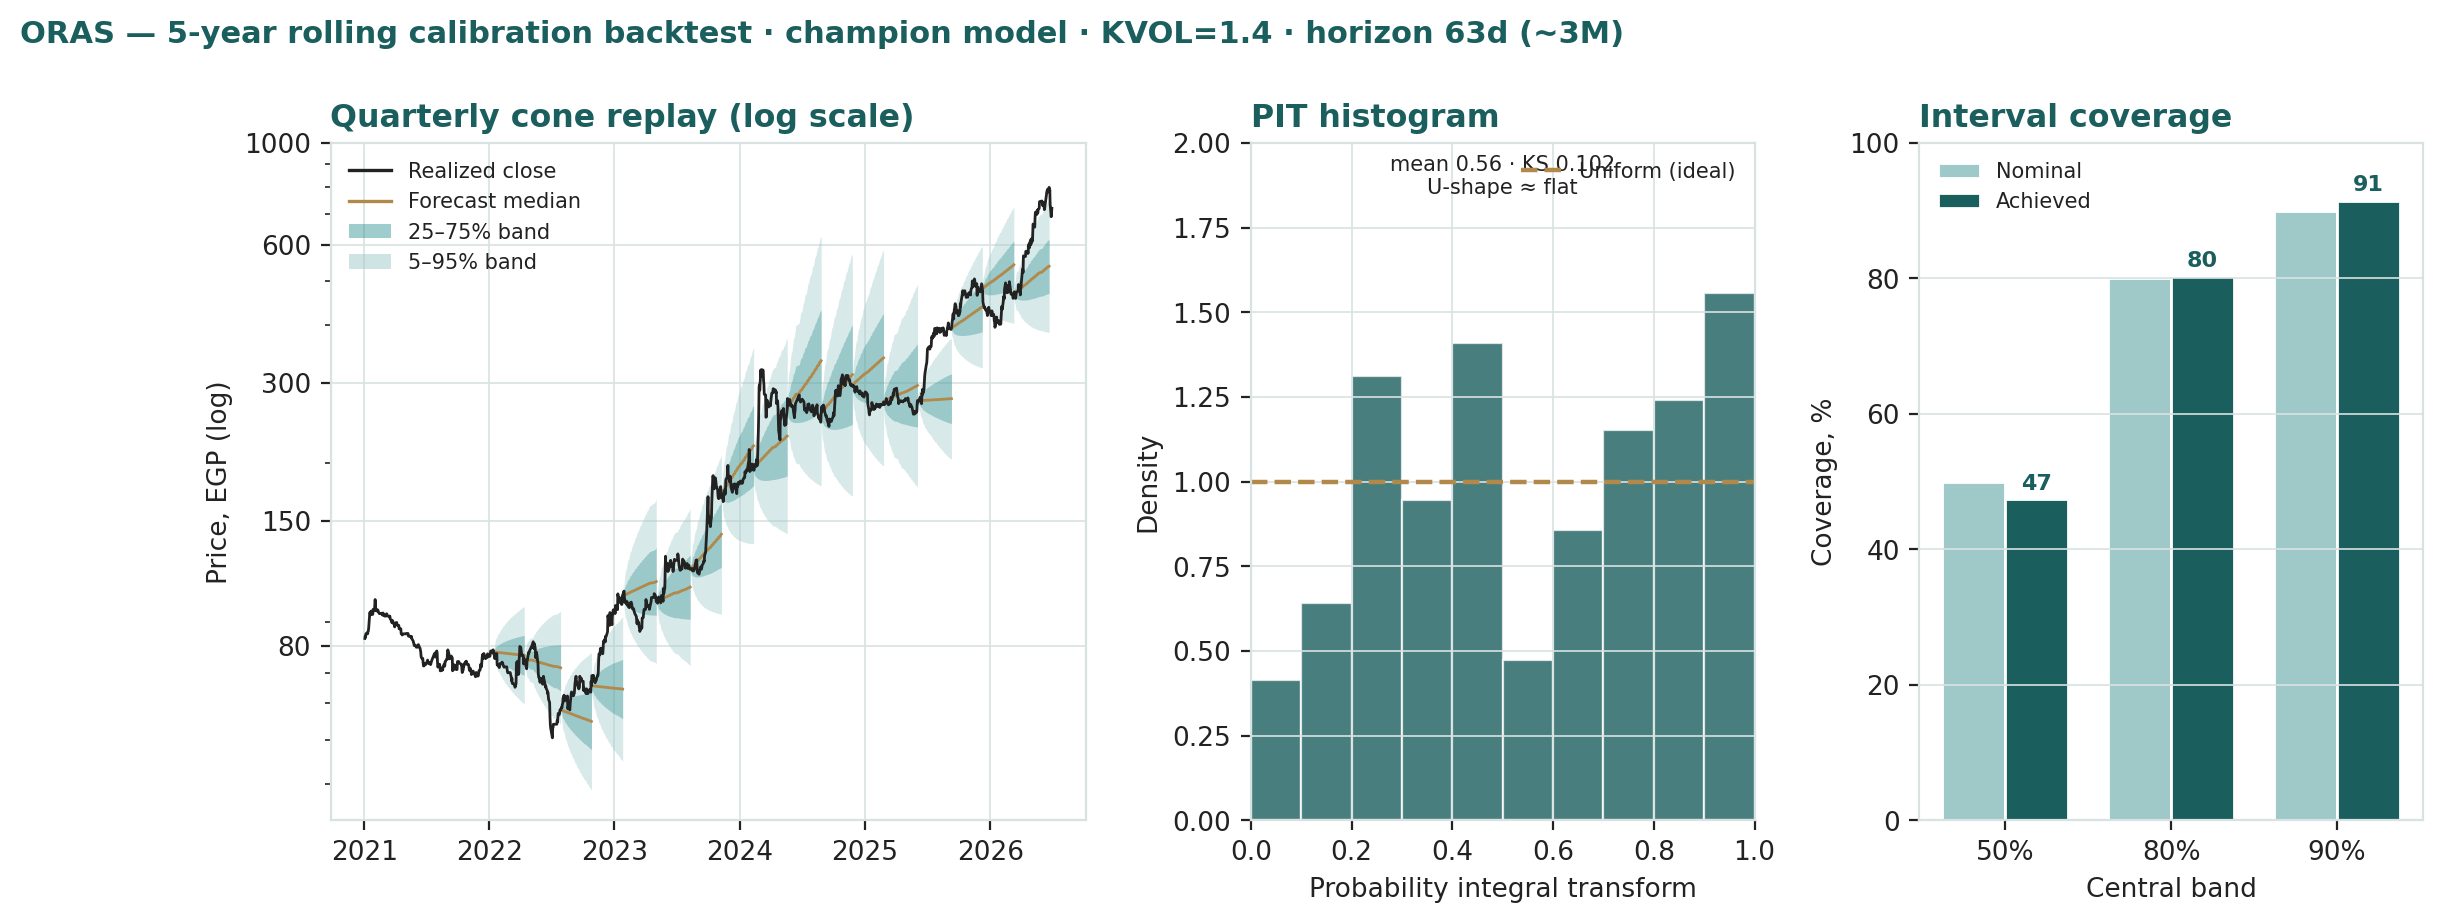 ORAS — 5-year rolling calibration backtest · champion model · KVOL=1.4 · horizon 63d (~3M)
Quarterly cone replay (log scale)
1000
600
300
150
80
Price, EGP (log)
Realized close
Forecast median
25–75% band
5–95% band
2021 2022 2023 2024 2025 2026
PIT histogram
2.00
1.75
1.50
1.25
1.00
0.75
0.50
0.25
0.00
Density
mean 0.56 · KS 0.102
U-shape ≈ flat
Uniform (ideal)
0.0 0.2 0.4 0.6 0.8 1.0
Probability integral transform
Interval coverage
100
80
60
40
20
0
Coverage, %
Nominal
Achieved
47
80
91
50% 80% 90%
Central band